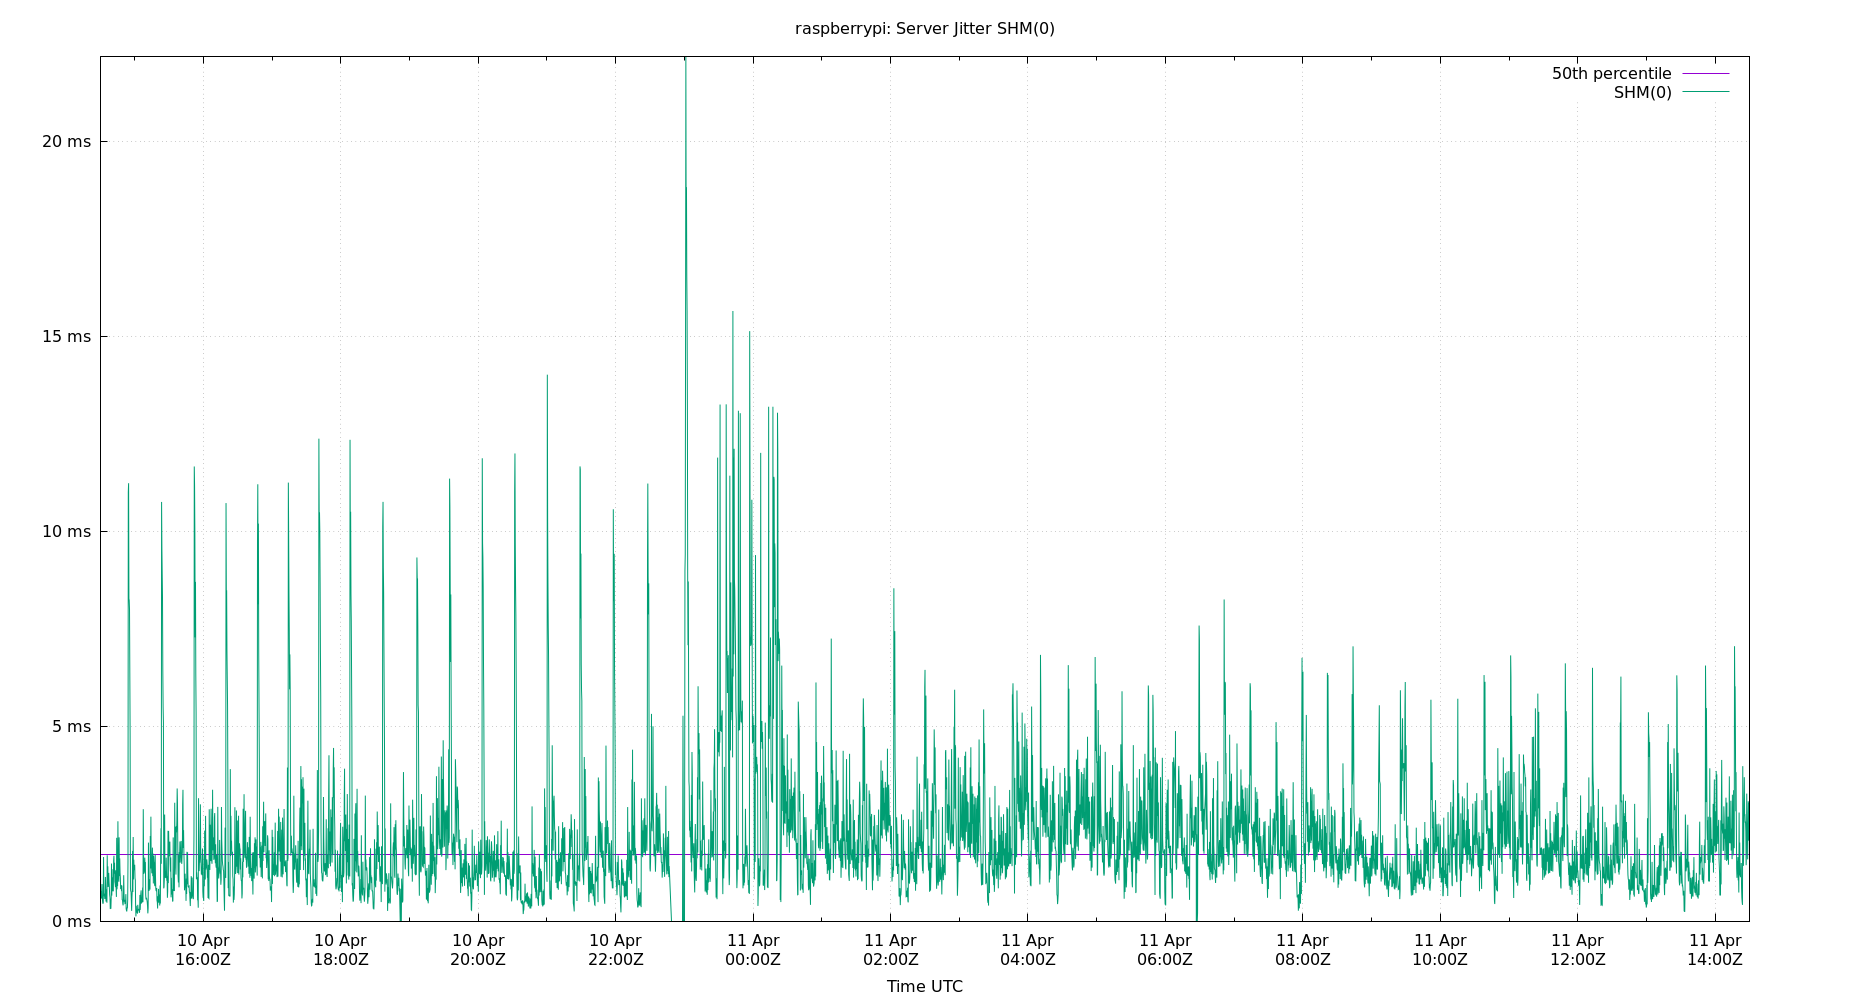 raspberrypi: Server Jitter SHM(0)
50th percentile
SHM(0)
20 ms
15 ms
10 ms
5 ms
0 ms
10 Apr 10 Apr 10 Apr 10 Apr 11 Apr 11 Apr 11 Apr 11 Apr 11 Apr 11 Apr 11 Apr 11 Apr
16:00Z 18:00Z 20:00Z 22:00Z 00:00Z 02:00Z 04:00Z 06:00Z 08:00Z 10:00Z 12:00Z 14:00Z
Time UTC